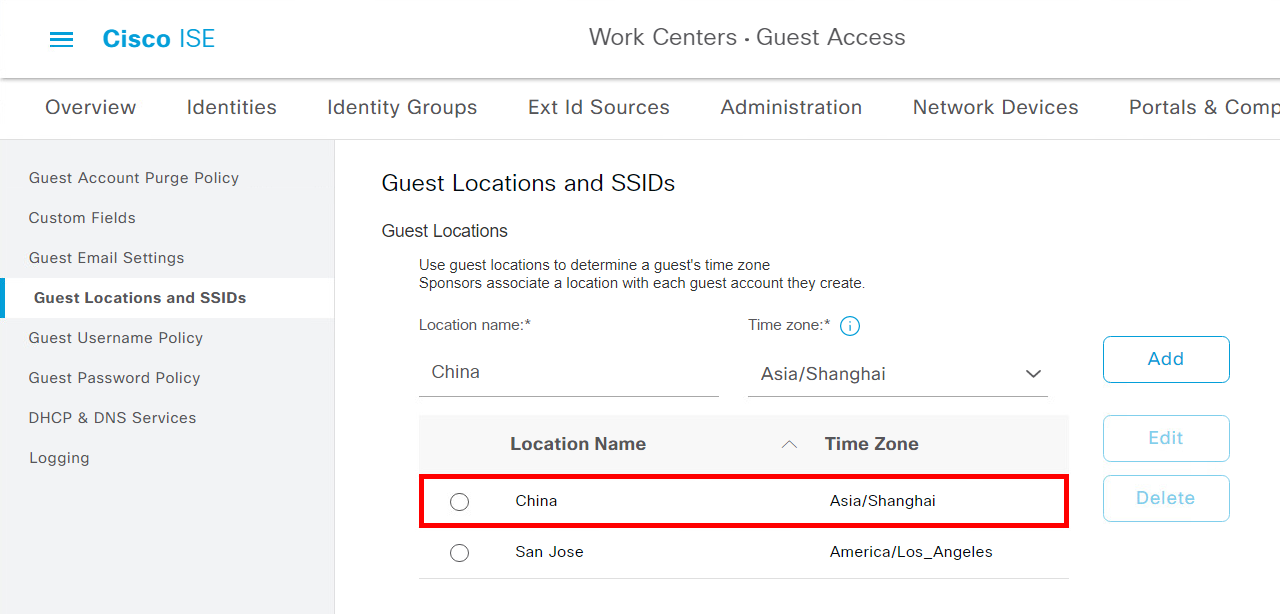 Cisco ISE
Work Centers · Guest Access
Overview
Identities
Identity Groups
Ext Id Sources
Administration
Network Devices
Portals & Comp
Guest Account Purge Policy
Custom Fields
Guest Email Settings
Guest Locations and SSIDs
Guest Username Policy
Guest Password Policy
DHCP & DNS Services
Logging
Guest Locations and SSIDs
Guest Locations
Use guest locations to determine a guest's time zone
Sponsors associate a location with each guest account they create.
Location name:*
Time zone:*
China
Asia/Shanghai
Add
Edit
Delete
Location Name
Time Zone
China
Asia/Shanghai
San Jose
America/Los_Angeles